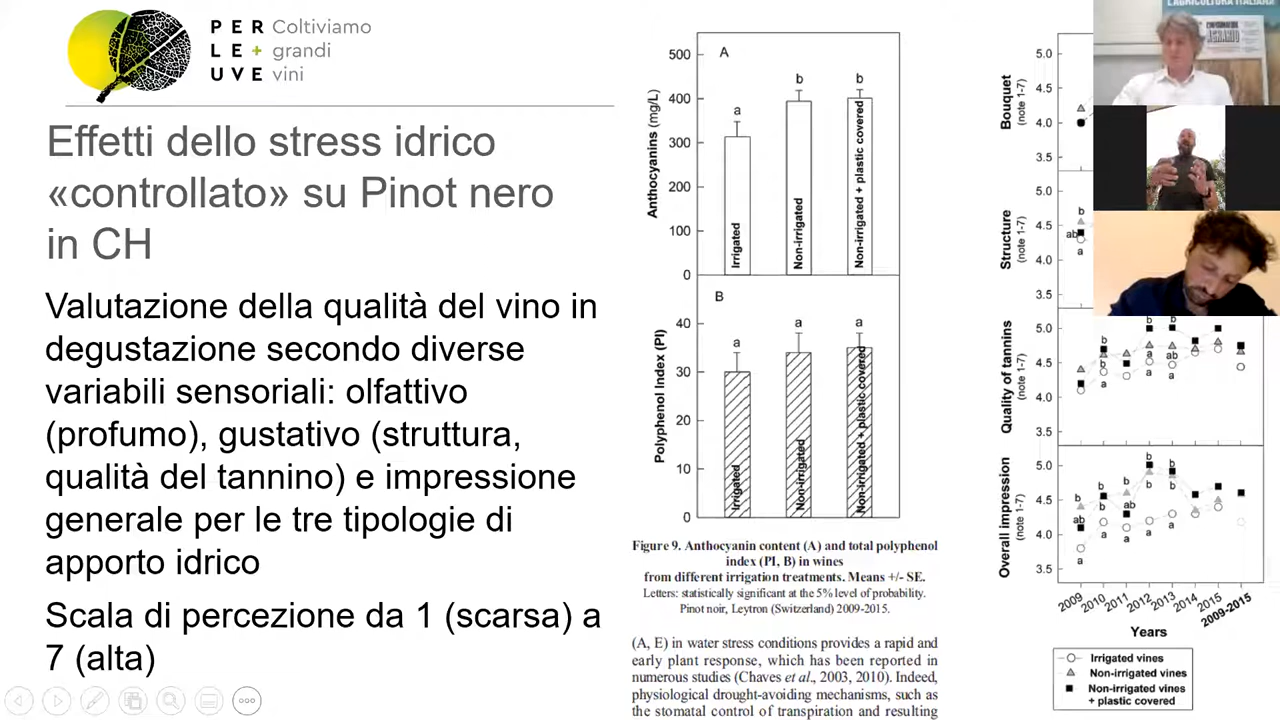 PER Coltiviamo
LE+ grandi
UVE vini
Effetti dello stress idrico
«controllato» su Pinot nero
in CH
Valutazione della qualità del vino in
degustazione secondo diverse
variabili sensoriali: olfattivo
(profumo), gustativo (struttura,
qualità del tannino) e impressione
generale per le tre tipologie di
apporto idrico
Scala di percezione da 1 (scarsa) a
7 (alta)
A
Anthocyanins (mg/L)
500
400
300
200
100
0
a
b
b
Irrigated
Non-irrigated
Non-irrigated + plastic covered
B
Polyphenol Index (PI)
40
30
20
10
0
a
a
a
Irrigated
Non-irrigated
Non-irrigated + plastic covered
Figure 9. Anthocyanin content (A) and total polyphenol
index (PI, B) in wines
from different irrigation treatments. Means +/- SE.
Letters: statistically significant at the 5% level of probability.
Pinot noir, Leytron (Switzerland) 2009-2015.
(A, E) in water stress conditions provides a rapid and
early plant response, which has been reported in
numerous studies (Chaves et al., 2003, 2010). Indeed,
physiological drought-avoiding mechanisms, such as
the stomatal control of transpiration and resulting
L'AGRICOLTURA ITALIANA
AGRARIO
Bouquet
(note 1-7)
5.0
4.5
4.0
3.5
Structure
(note 1-7)
5.0
4.5
4.0
3.5
b
ab
a
Quality of tannins
(note 1-7)
5.0
4.5
4.0
3.5
b
b
b
b
a
ab
a
a
a
Overall impression
(note 1-7)
5.0
4.5
4.0
3.5
b
b
b
b
b
ab
b
ab
b
b
a
a
a
a
a
2009
2010
2011
2012
2013
2014
2015
2009-2015
Years
Irrigated vines
Non-irrigated vines
Non-irrigated vines
+ plastic covered